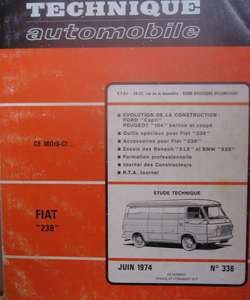 TECHNIQUE
automobile
CE MOIS-CI...
FIAT
"238"
• EVOLUTION DE LA CONSTRUCTION :
FORD "Capri"
PEUGEOT "104" berline et coupé
• Outils spéciaux pour Fiat "238"
• Accessoires pour Fiat "238"
• Essais des Renault "5 LS" et BMW "525"
• Formation professionnelle
• Journal des Constructeurs
• R.T.A. Journal
ETUDE TECHNIQUE
JUIN 1974
N° 336